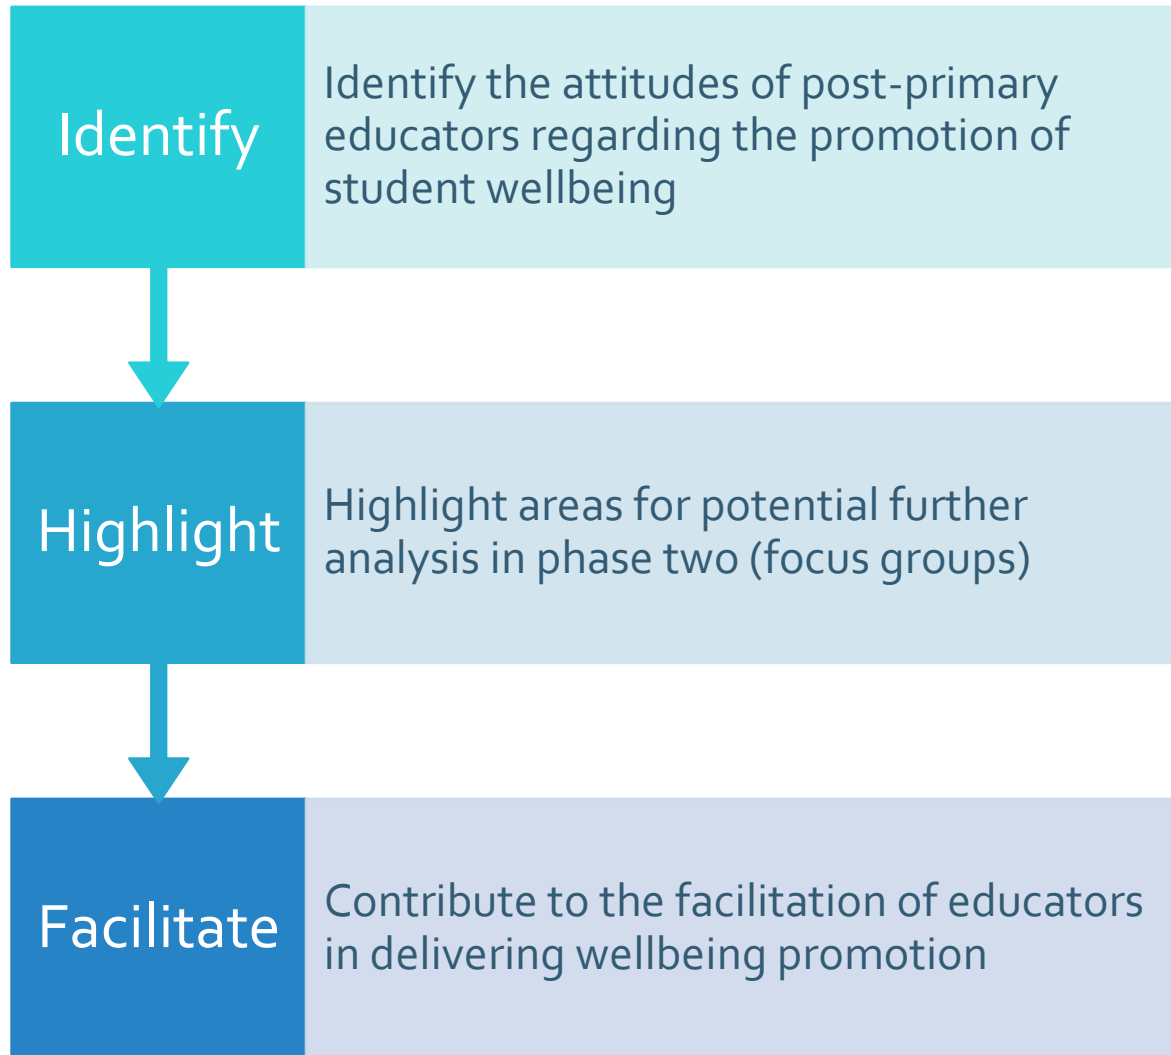 Identify
Identify the attitudes of post-primary
educators regarding the promotion of
student wellbeing
Highlight
Highlight areas for potential further
analysis in phase two (focus groups)
Facilitate
Contribute to the facilitation of educators
in delivering wellbeing promotion